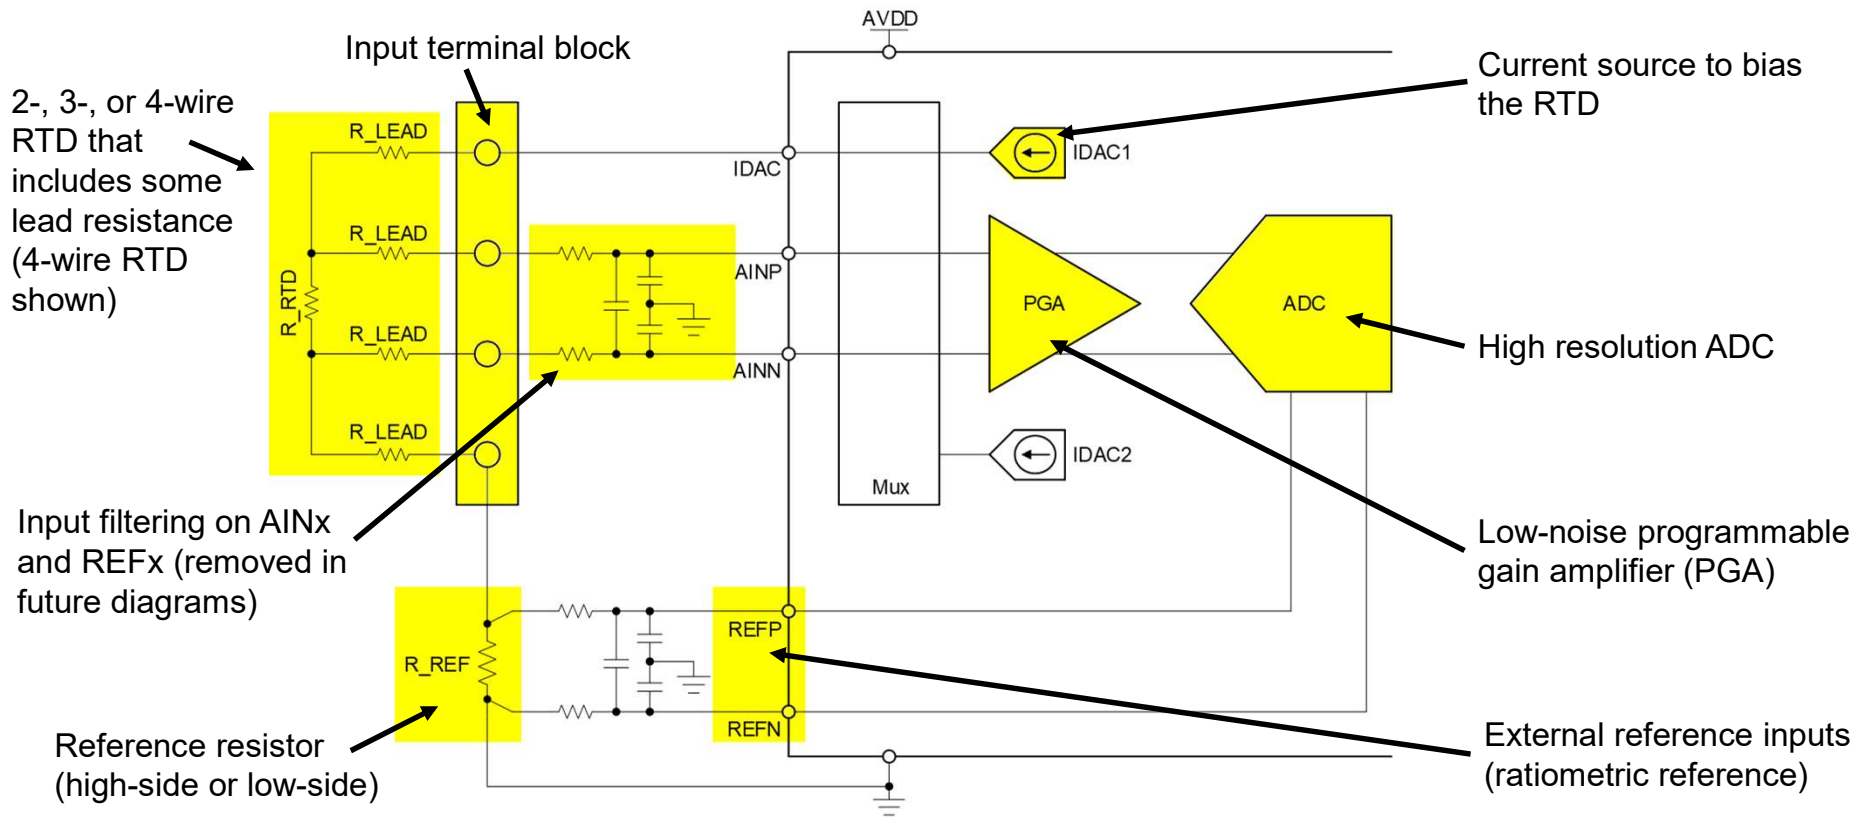 AVDD
Input terminal block
Current source to bias
the RTD
2-, 3-, or 4-wire
RTD that
includes some
lead resistance
(4-wire RTD
shown)
R_LEAD
IDAC
IDAC1
R_LEAD
AINP
R_RTD
PGA
ADC
R_LEAD
AINN
High resolution ADC
R_LEAD
IDAC2
Mux
Input filtering on AINx
and REFx (removed in
future diagrams)
Low-noise programmable
gain amplifier (PGA)
REFP
R_REF
REFN
Reference resistor
(high-side or low-side)
External reference inputs
(ratiometric reference)